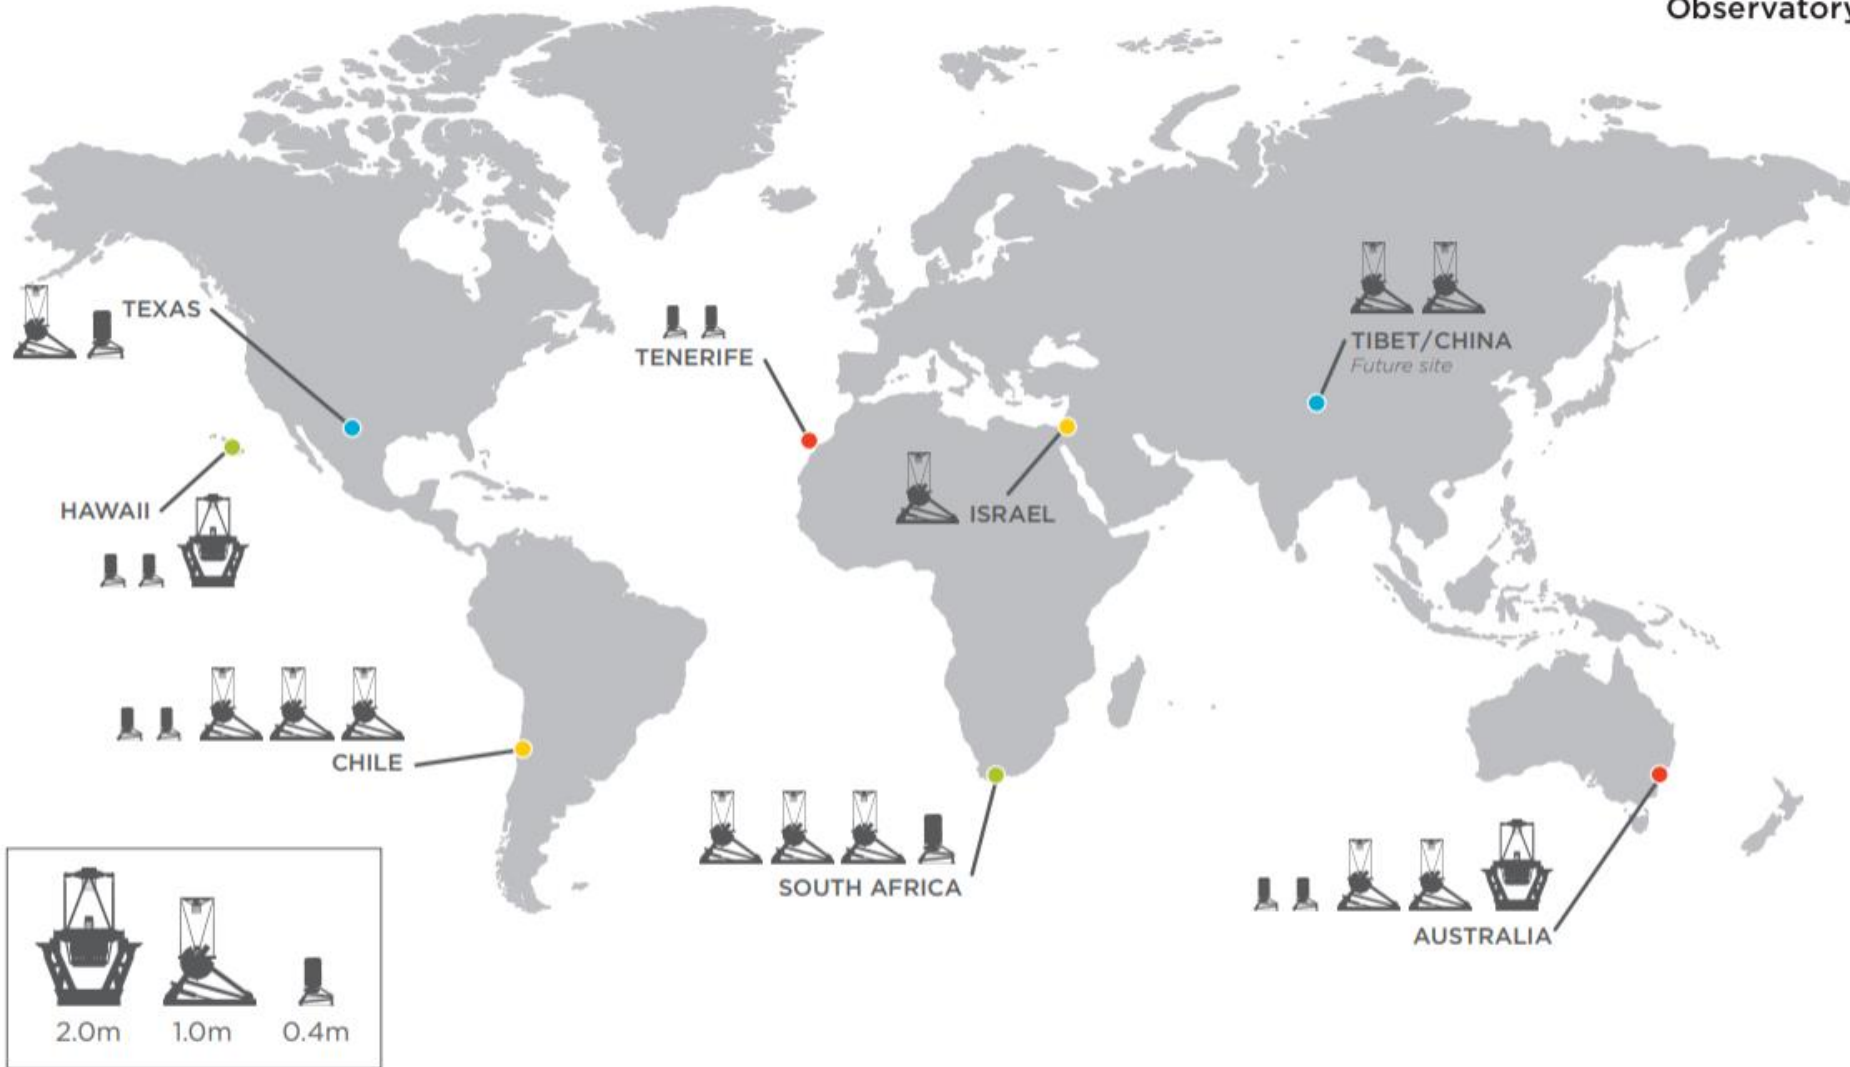 Observatory
TEXAS
TENERIFE
TIBET/CHINA
Future site
HAWAII
ISRAEL
CHILE
SOUTH AFRICA
AUSTRALIA
2.0m 1.0m 0.4m